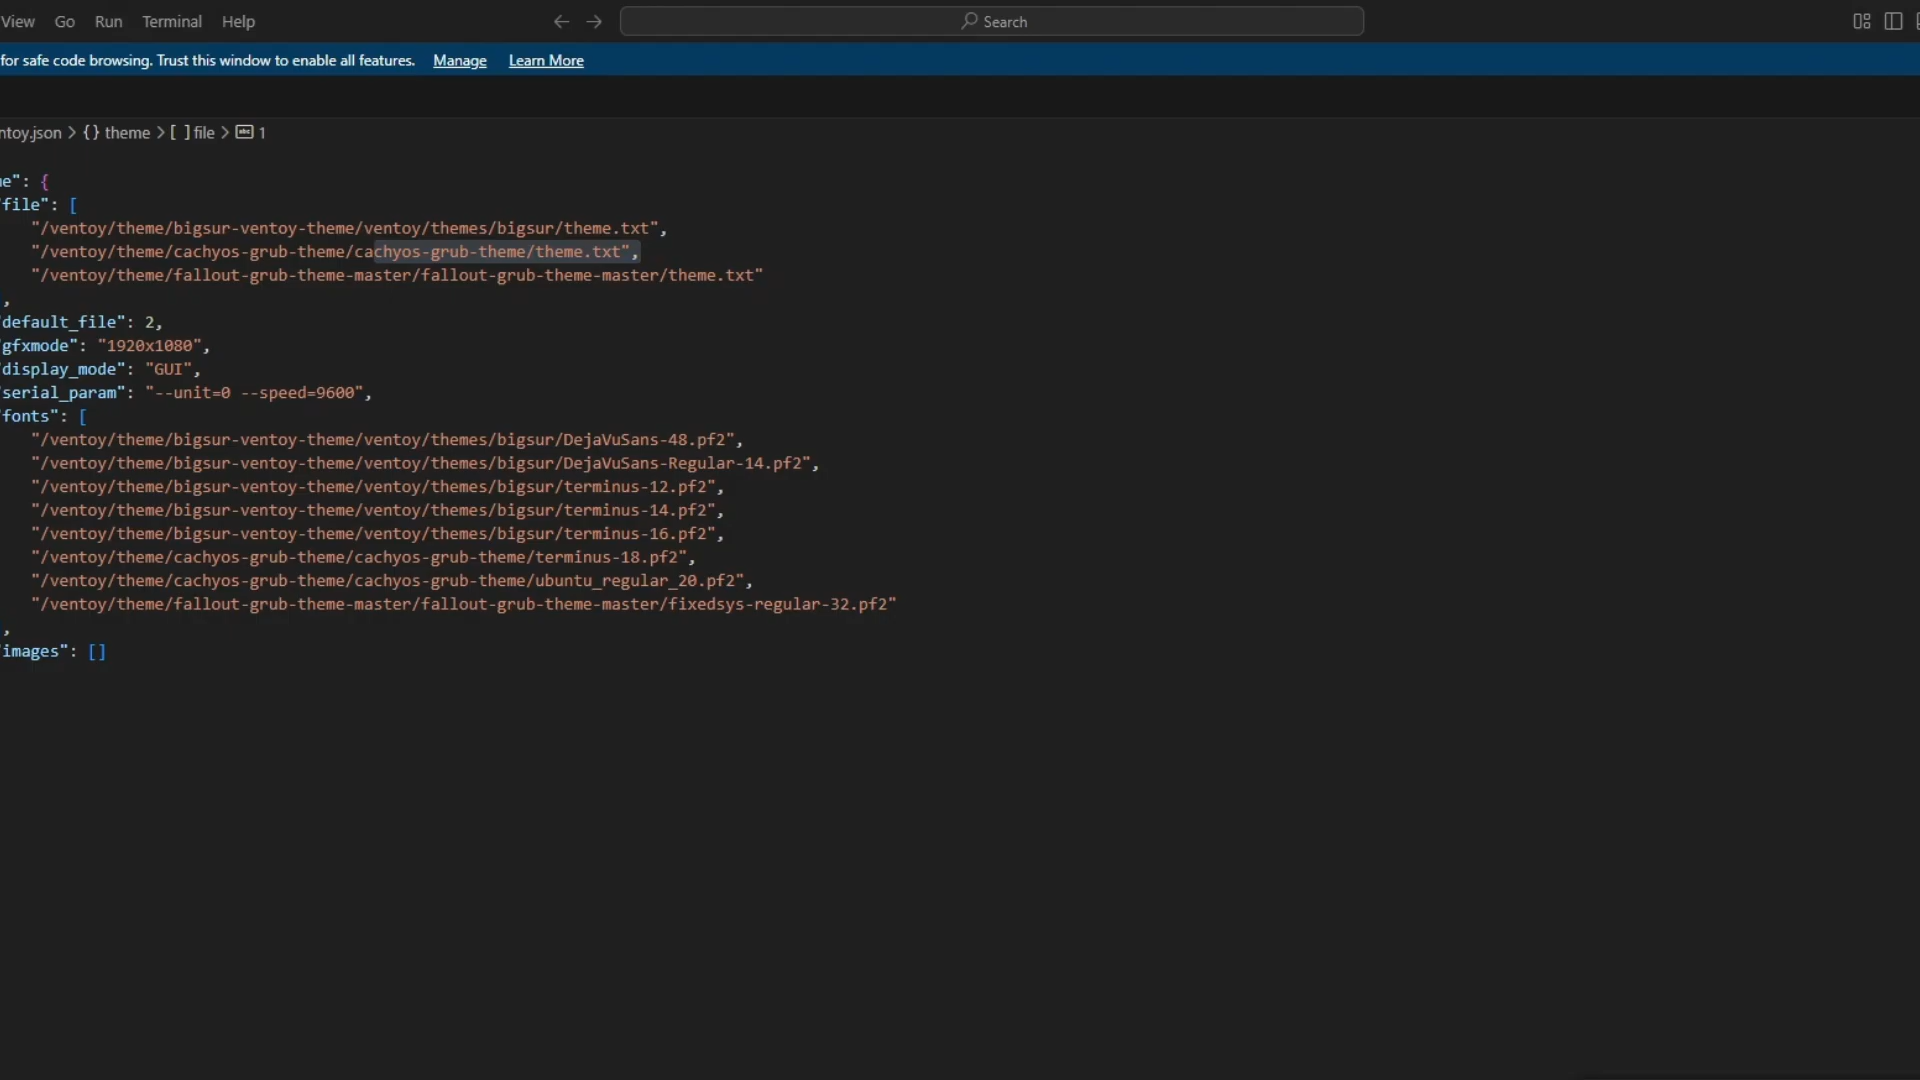 View Go Run Terminal Help Search
for safe code browsing. Trust this window to enable all features. Manage Learn More
ntoy.json > {} theme > [ ] file > abc 1
e": {
"file": [
"/ventoy/theme/bigsur-ventoy-theme/ventoy/themes/bigsur/theme.txt",
"/ventoy/theme/cachyos-grub-theme/cachyos-grub-theme/theme.txt",
"/ventoy/theme/fallout-grub-theme-master/fallout-grub-theme-master/theme.txt"
,
"default_file": 2,
"gfxmode": "1920x1080",
"display_mode": "GUI",
"serial_param": "--unit=0 --speed=9600",
"fonts": [
"/ventoy/theme/bigsur-ventoy-theme/ventoy/themes/bigsur/DejaVuSans-48.pf2",
"/ventoy/theme/bigsur-ventoy-theme/ventoy/themes/bigsur/DejaVuSans-Regular-14.pf2",
"/ventoy/theme/bigsur-ventoy-theme/ventoy/themes/bigsur/terminus-12.pf2",
"/ventoy/theme/bigsur-ventoy-theme/ventoy/themes/bigsur/terminus-14.pf2",
"/ventoy/theme/bigsur-ventoy-theme/ventoy/themes/bigsur/terminus-16.pf2",
"/ventoy/theme/cachyos-grub-theme/cachyos-grub-theme/terminus-18.pf2",
"/ventoy/theme/cachyos-grub-theme/cachyos-grub-theme/ubuntu_regular_20.pf2",
"/ventoy/theme/fallout-grub-theme-master/fallout-grub-theme-master/fixedsys-regular-32.pf2"
,
"images": []